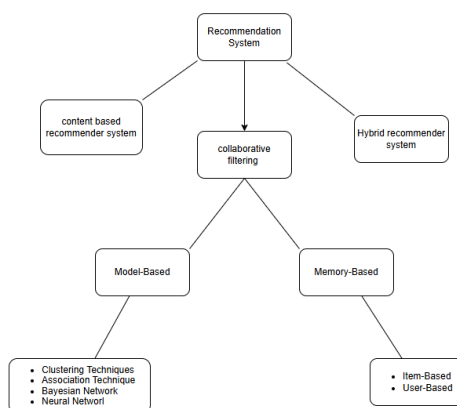 Recommendation
System
content based
recommender system
collaborative
filtering
Hybrid recommender
system
Model-Based
Memory-Based
• Clustering Techniques
• Association Technique
• Bayesian Network
• Neural Networl
• Item-Based
• User-Based